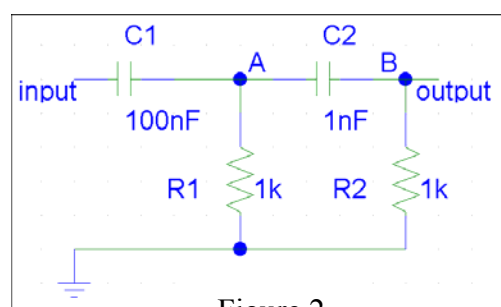 C1 C2
A B
input output
100nF 1nF
R1 1k R2 1k
Figure 2